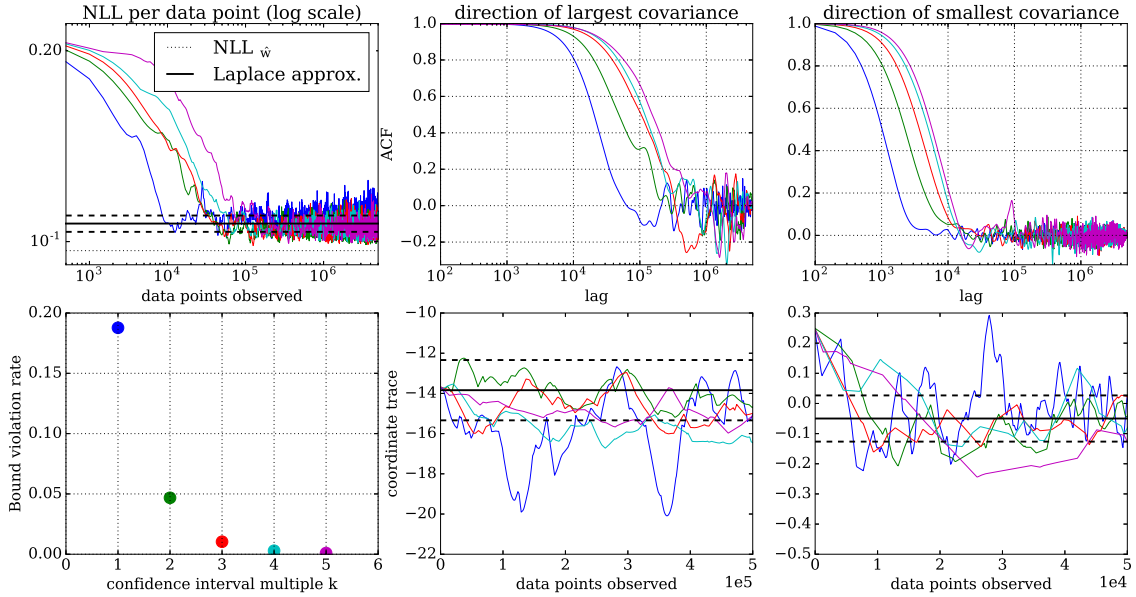 NLL per data point (log scale)
0.20
10⁻¹
NLL ŵ
Laplace approx.
10³ 10⁴ 10⁵ 10⁶
data points observed
direction of largest covariance
1.0
0.8
0.6
0.4
0.2
0.0
−0.2
ACF
10² 10³ 10⁴ 10⁵ 10⁶
lag
direction of smallest covariance
1.0
0.8
0.6
0.4
0.2
0.0
10² 10³ 10⁴ 10⁵ 10⁶
lag
0.20
0.15
0.10
0.05
0.00
Bound violation rate
0 1 2 3 4 5 6
confidence interval multiple k
−10
−12
−14
−16
−18
−20
−22
coordinate trace
0 1 2 3 4 5
data points observed
1e5
0.3
0.2
0.1
0.0
−0.1
−0.2
−0.3
−0.4
−0.5
0 1 2 3 4 5
data points observed
1e4